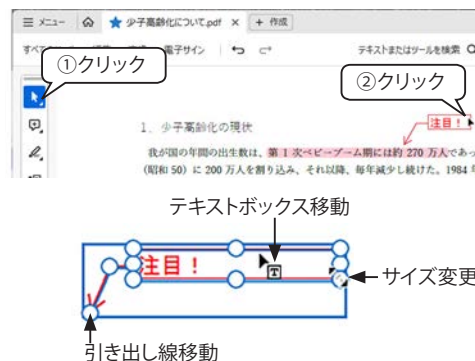 メニュー 少子高齢化について.pdf × + 作成
電子サイン テキストまたはツールを検索
①クリック
②クリック
注目！
1. 少子高齢化の現状
我が国の年間の出生数は、第 1 次ベビーブーム期には約 270 万人であっ
(昭和 50) に 200 万人を割り込み、それ以降、毎年減少し続けた。1984 年
テキストボックス移動
注目！
サイズ変更
引き出し線移動